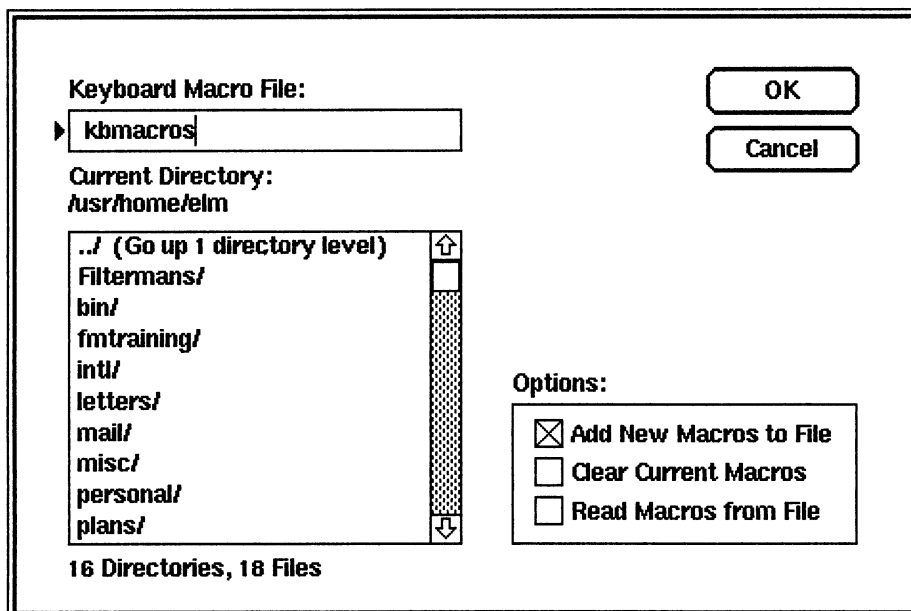 Keyboard Macro File:
kbmacros
OK
Cancel
Current Directory:
/usr/home/elm
../ (Go up 1 directory level)
Filtermans/
bin/
fmtraining/
intl/
letters/
mail/
misc/
personal/
plans/
16 Directories, 18 Files
Options:
Add New Macros to File
Clear Current Macros
Read Macros from File